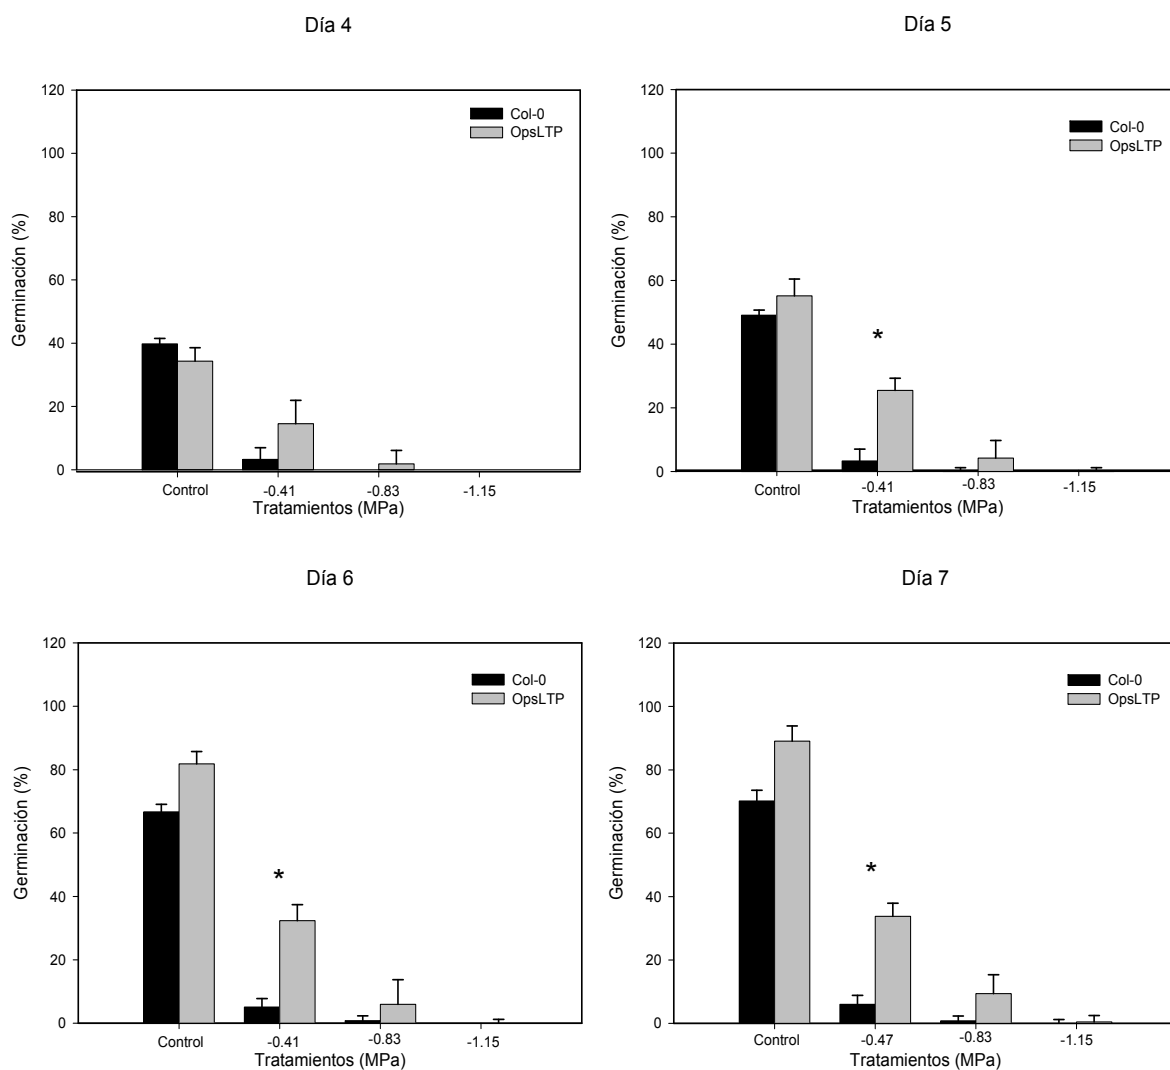 Día 4
120
100
80
60
40
20
0
Germinación (%)
Col-0
OpsLTP
Control
-0.41
-0.83
-1.15
Tratamientos (MPa)
Día 5
120
100
80
60
40
20
0
Germinación (%)
Col-0
OpsLTP
*
Control
-0.41
-0.83
-1.15
Tratamientos (MPa)
Día 6
120
100
80
60
40
20
0
Germinación (%)
Col-0
OpsLTP
*
Control
-0.41
-0.83
-1.15
Tratamientos (MPa)
Día 7
120
100
80
60
40
20
0
Germinación (%)
Col-0
OpsLTP
*
Control
-0.47
-0.83
-1.15
Tratamientos (MPa)